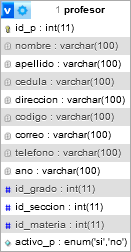 v 1 profesor
id_p : int(11)
nombre : varchar(100)
apellido : varchar(100)
cedula : varchar(100)
direccion : varchar(100)
codigo : varchar(100)
correo : varchar(100)
telefono : varchar(100)
ano : varchar(100)
# id_grado : int(11)
# id_seccion : int(11)
# id_materia : int(11)
activo_p : enum('si','no')